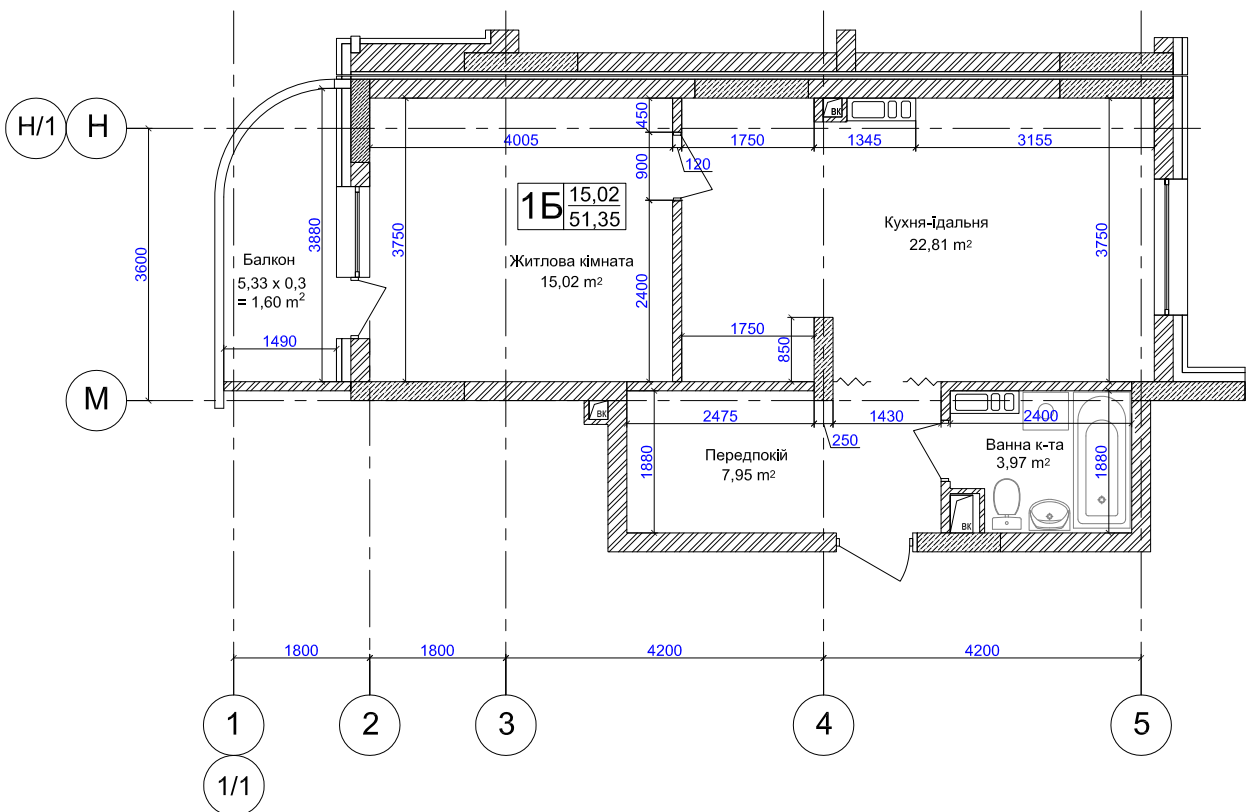 Н/1
Н
М
450
4005
1750
1345
3155
ВК
900
120
1Б
15,02
51,35
Кухня-їдальня
22,81 m²
3600
3880
3750
3750
Балкон
5,33 x 0,3
= 1,60 m²
Житлова кімната
15,02 m²
2400
1490
1750
850
ВК
2475
250
1430
2400
Передпокій
7,95 m²
Ванна к-та
3,97 m²
1880
1880
ВК
1800
1800
4200
4200
1
2
3
4
5
1/1